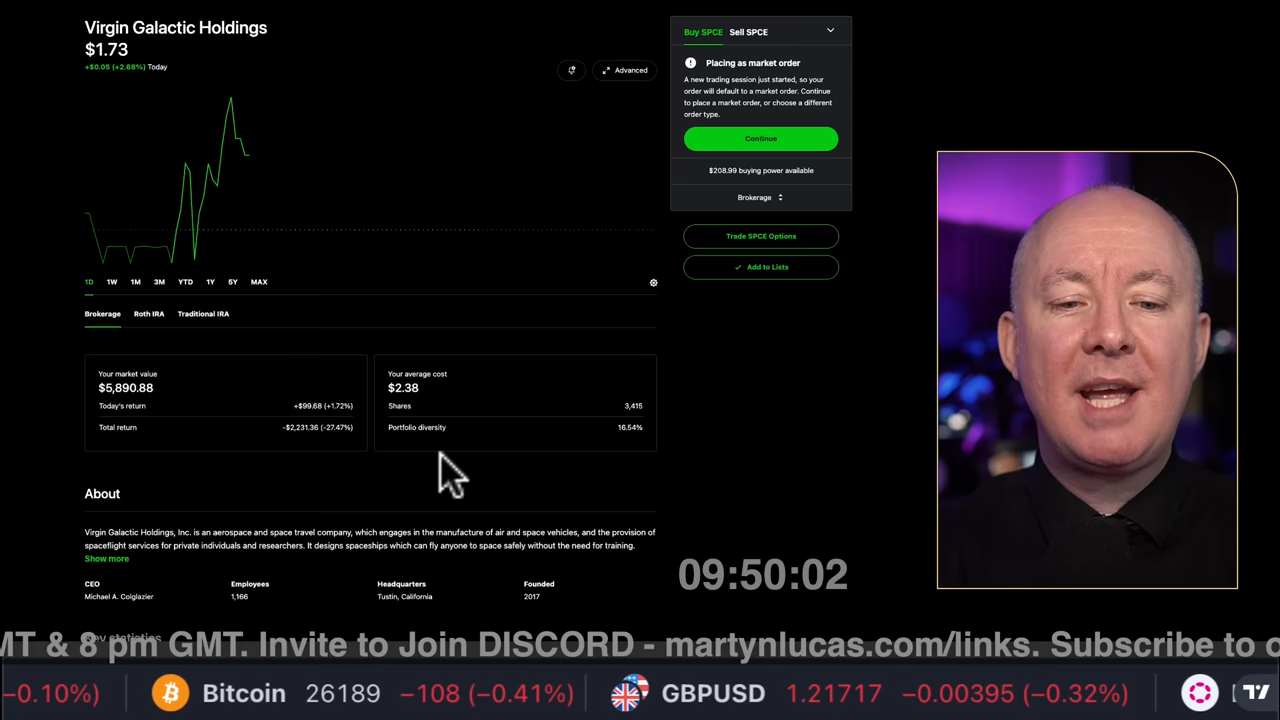 Virgin Galactic Holdings
$1.73
+$0.05 (+2.68%) Today
Advanced
1D 1W 1M 3M YTD 1Y 5Y MAX
Brokerage Roth IRA Traditional IRA
Your market value
$5,890.88
Today's return +$99.68 (+1.72%)
Total return -$2,231.36 (-27.47%)
Your average cost
$2.38
Shares 3,415
Portfolio diversity 16.54%
About
Virgin Galactic Holdings, Inc. is an aerospace and space travel company, which engages in the manufacture of air and space vehicles, and the provision of
spaceflight services for private individuals and researchers. It designs spaceships which can fly anyone to space safely without the need for training.
Show more
CEO Employees Headquarters Founded
Michael A. Colglazier 1,166 Tustin, California 2017
Key statistics
Buy SPCE Sell SPCE
Placing as market order
A new trading session just started, so your
order will default to a market order. Continue
to place a market order, or choose a different
order type.
Continue
$208.99 buying power available
Brokerage
Trade SPCE Options
Add to Lists
09:50:02
MT & 8 pm GMT. Invite to Join DISCORD - martynlucas.com/links. Subscribe to
−0.10%) Bitcoin 26189 −108 (−0.41%) GBPUSD 1.21717 −0.00395 (−0.32%)